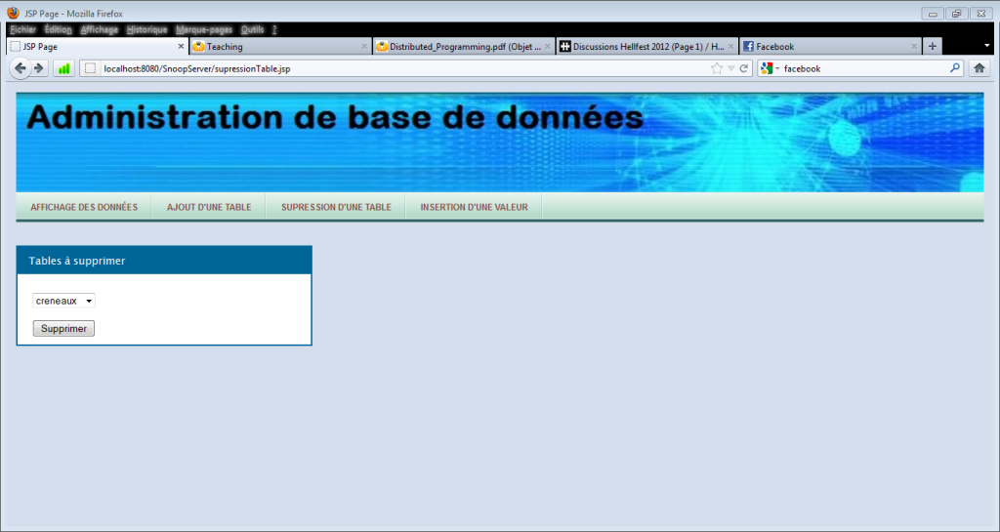 JSP Page - Mozilla Firefox
Fichier Édition Affichage Historique Marque-pages Outils ?
JSP Page
Teaching
Distributed_Programming.pdf (Objet ...
Discussions Hellfest 2012 (Page 1) / H...
Facebook
localhost:8080/SnoopServer/supressionTable.jsp
facebook
Administration de base de données
AFFICHAGE DES DONNÉES
AJOUT D'UNE TABLE
SUPRESSION D'UNE TABLE
INSERTION D'UNE VALEUR
Tables à supprimer
creneaux
Supprimer